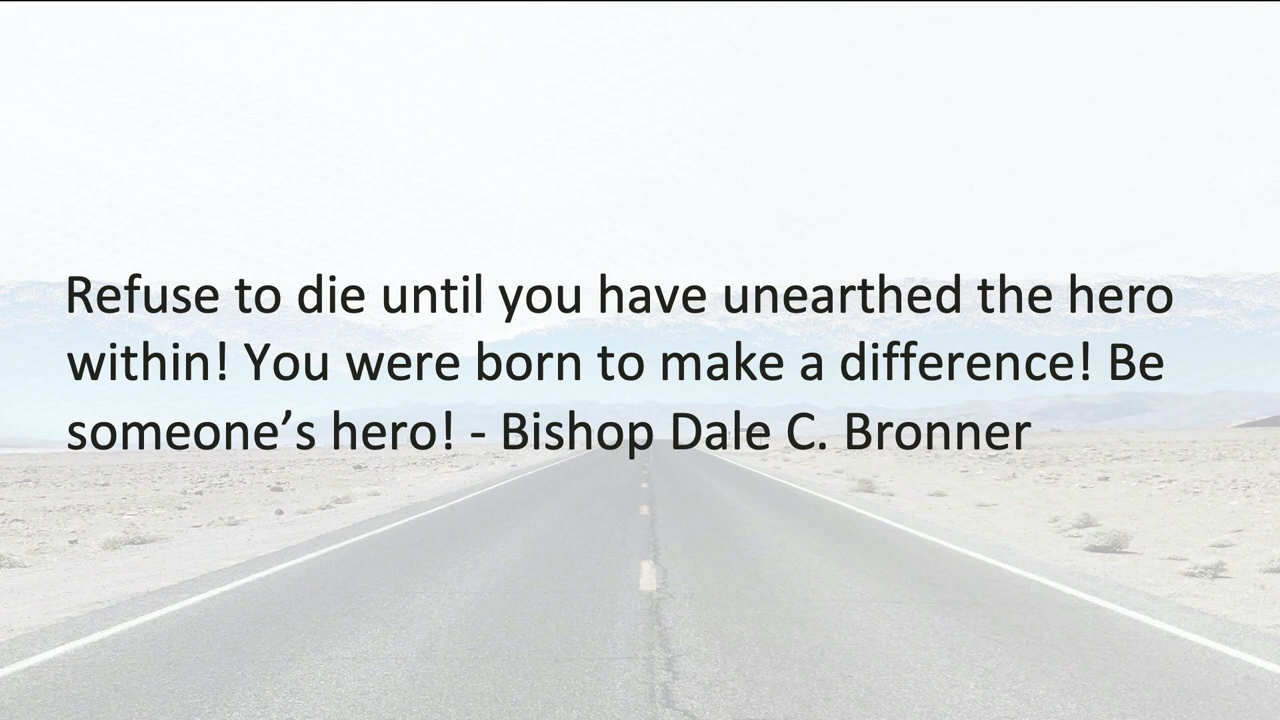 Refuse to die until you have unearthed the hero
within! You were born to make a difference! Be
someone’s hero! - Bishop Dale C. Bronner